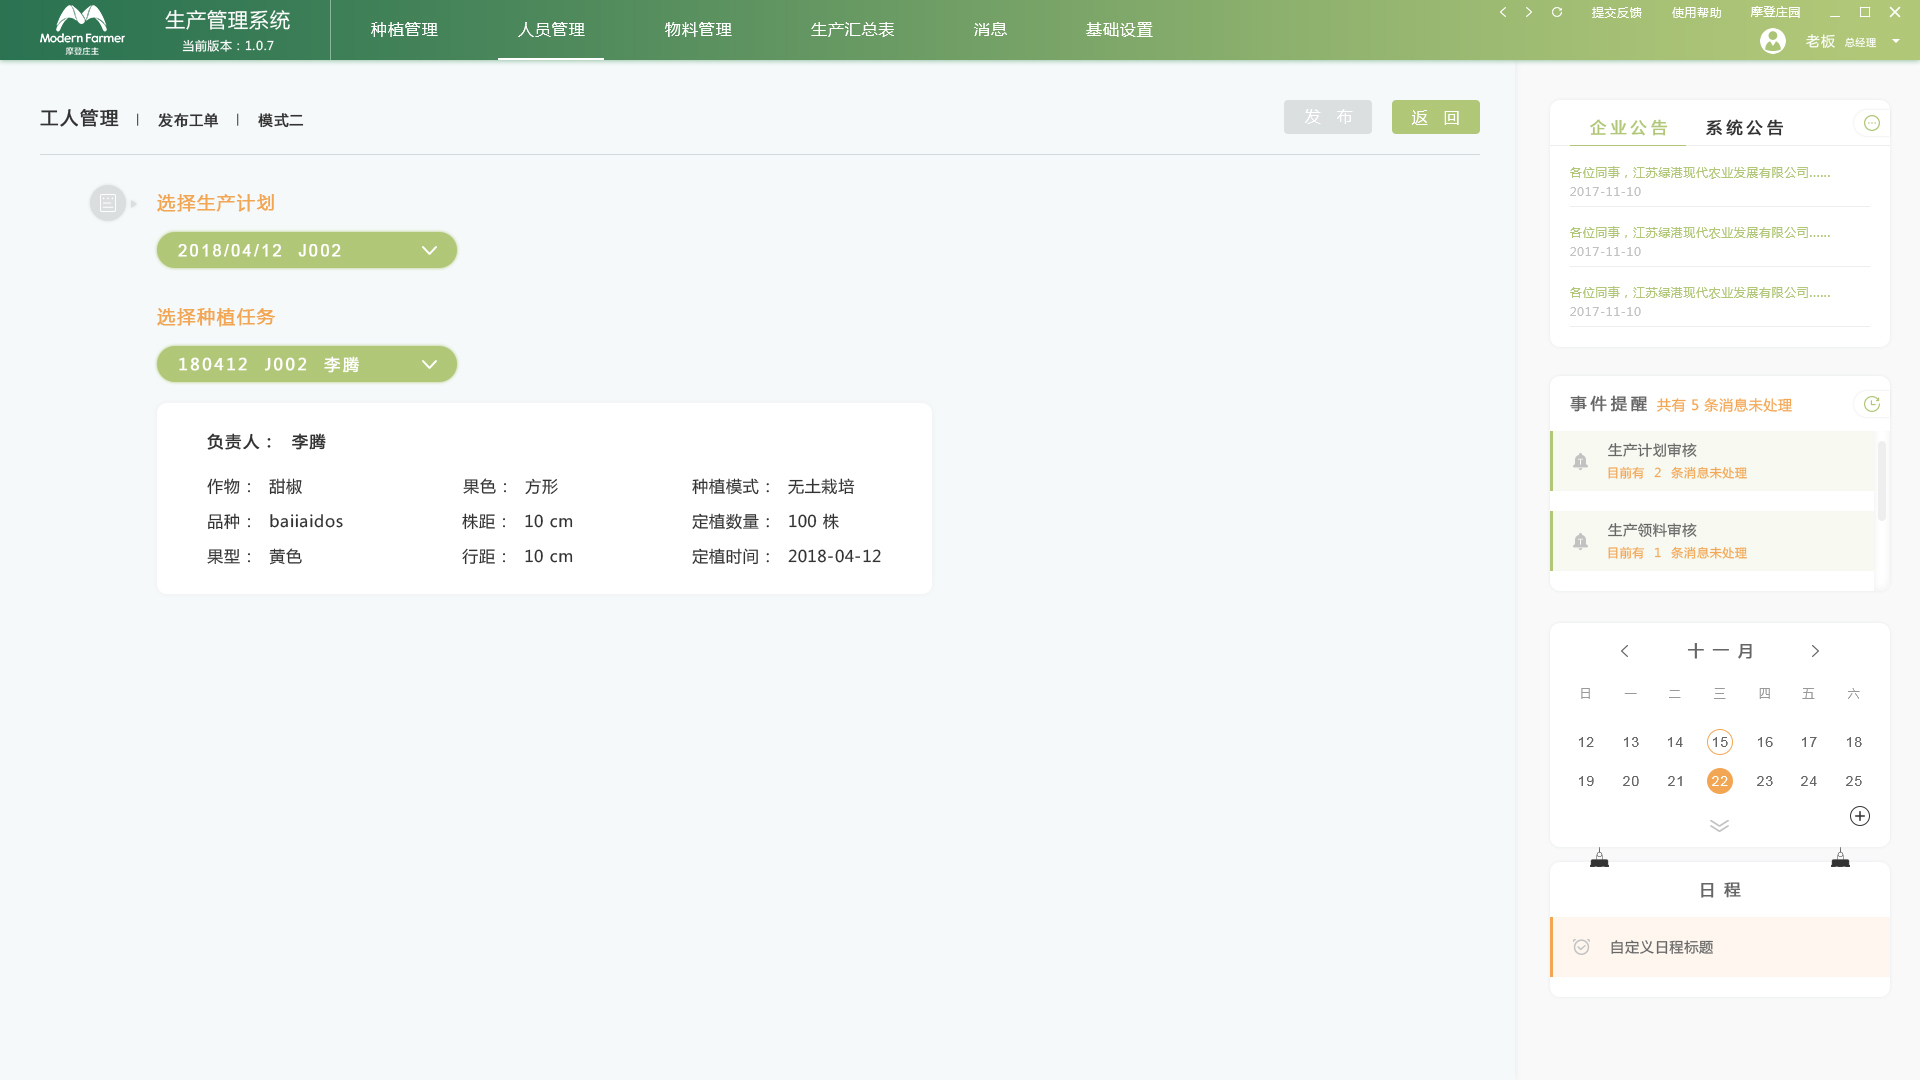 Modern Farmer
摩登庄主
生产管理系统
当前版本：1.0.7
种植管理
人员管理
物料管理
生产汇总表
消息
基础设置
提交反馈
使用帮助
摩登庄园
老板 总经理
工人管理 | 发布工单 | 模式二
发 布
返 回
选择生产计划
2018/04/12 J002
选择种植任务
180412 J002 李腾
负责人： 李腾
作物： 甜椒 果色： 方形 种植模式： 无土栽培
品种： baiiaidos 株距： 10 cm 定植数量： 100 株
果型： 黄色 行距： 10 cm 定植时间： 2018-04-12
企业公告 系统公告
各位同事，江苏绿港现代农业发展有限公司......
2017-11-10
各位同事，江苏绿港现代农业发展有限公司......
2017-11-10
各位同事，江苏绿港现代农业发展有限公司......
2017-11-10
事件提醒 共有 5 条消息未处理
生产计划审核
目前有 2 条消息未处理
生产领料审核
目前有 1 条消息未处理
十一月
日 一 二 三 四 五 六
12 13 14 15 16 17 18
19 20 21 22 23 24 25
日 程
自定义日程标题